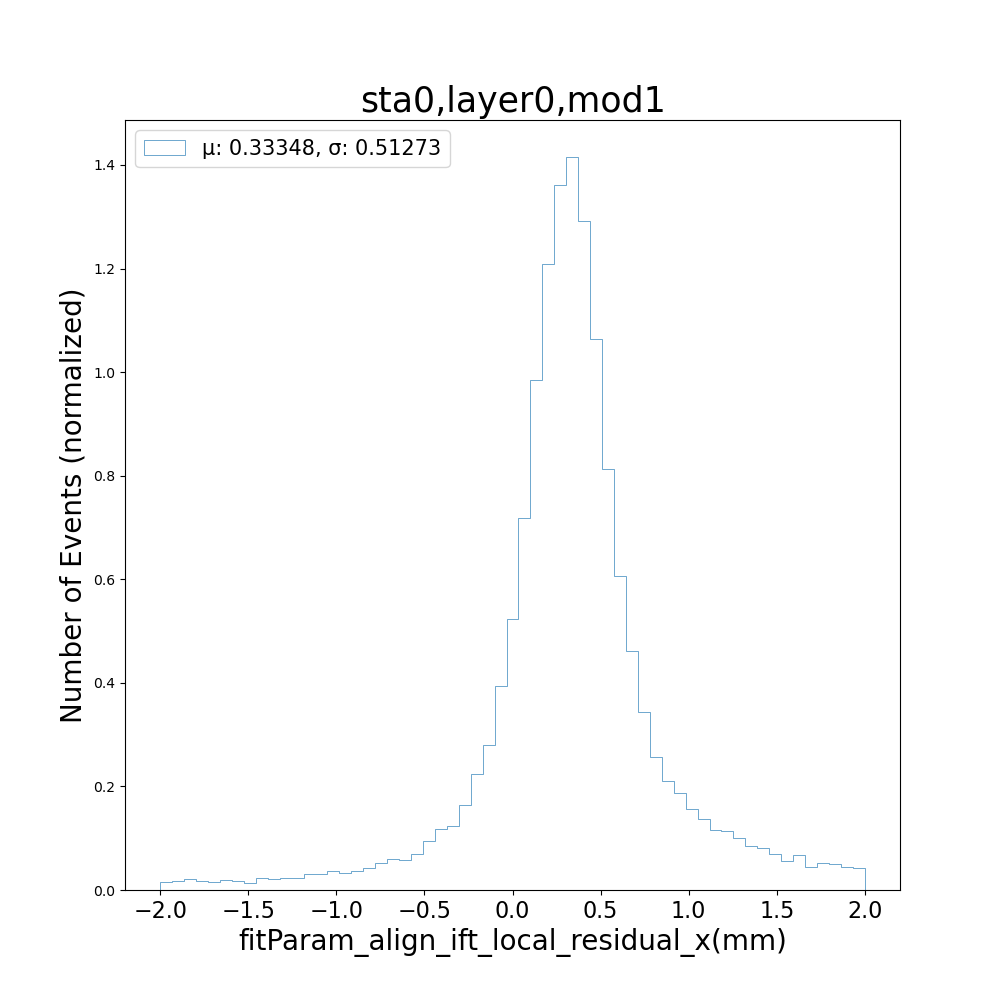 sta0,layer0,mod1
μ: 0.33348, σ: 0.51273
Number of Events (normalized)
1.4
1.2
1.0
0.8
0.6
0.4
0.2
0.0
−2.0 −1.5 −1.0 −0.5 0.0 0.5 1.0 1.5 2.0
fitParam_align_ift_local_residual_x(mm)